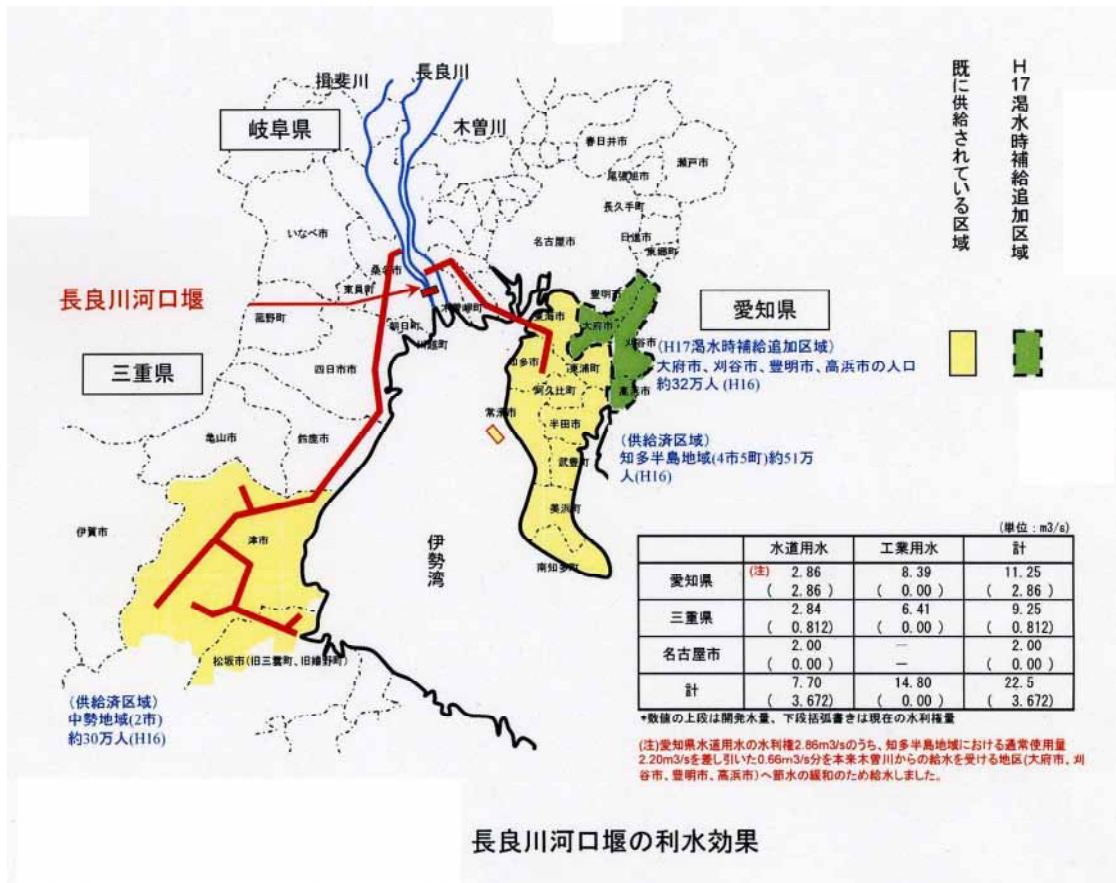 揖斐川
長良川
木曽川
岐阜県
春日井市
瀬戸市
尾張旭市
長久手町
日進市
東郷町
名古屋市
いなべ市
桑名市
東員町
木曽岬町
長良川河口堰
菰野町
朝日町
川越町
四日市市
三重県
亀山市
鈴鹿市
伊賀市
津市
松坂市(旧三雲町、旧嬉野町)
伊勢湾
東海市
大府市
豊明市
刈谷市
愛知県
知多市
東浦町
高浜市
阿久比町
常滑市
半田市
武豊町
美浜町
南知多町
(H17渇水時補給追加区域)
大府市、刈谷市、豊明市、高浜市の人口
約32万人(H16)
(供給済区域)
知多半島地域(4市5町)約51万
人(H16)
(供給済区域)
中勢地域(2市)
約30万人(H16)
H17渇水時補給追加区域
既に供給されている区域
(単位:m3/s)
水道用水 工業用水 計
愛知県 (注) 2.86 8.39 11.25
( 2.86 ) ( 0.00 ) ( 2.86 )
三重県 2.84 6.41 9.25
( 0.812) ( 0.00 ) ( 0.812)
名古屋市 2.00 — 2.00
( 0.00 ) — ( 0.00 )
計 7.70 14.80 22.5
( 3.672) ( 0.00 ) ( 3.672)
*数値の上段は開発水量、下段括弧書きは現在の水利権量
(注)愛知県水道用水の水利権2.86m3/sのうち、知多半島地域における通常使用量
2.20m3/sを差し引いた0.66m3/s分を本来木曽川からの給水を受ける地区(大府市、刈
谷市、豊明市、高浜市)へ節水の緩和のため給水しました。
長良川河口堰の利水効果